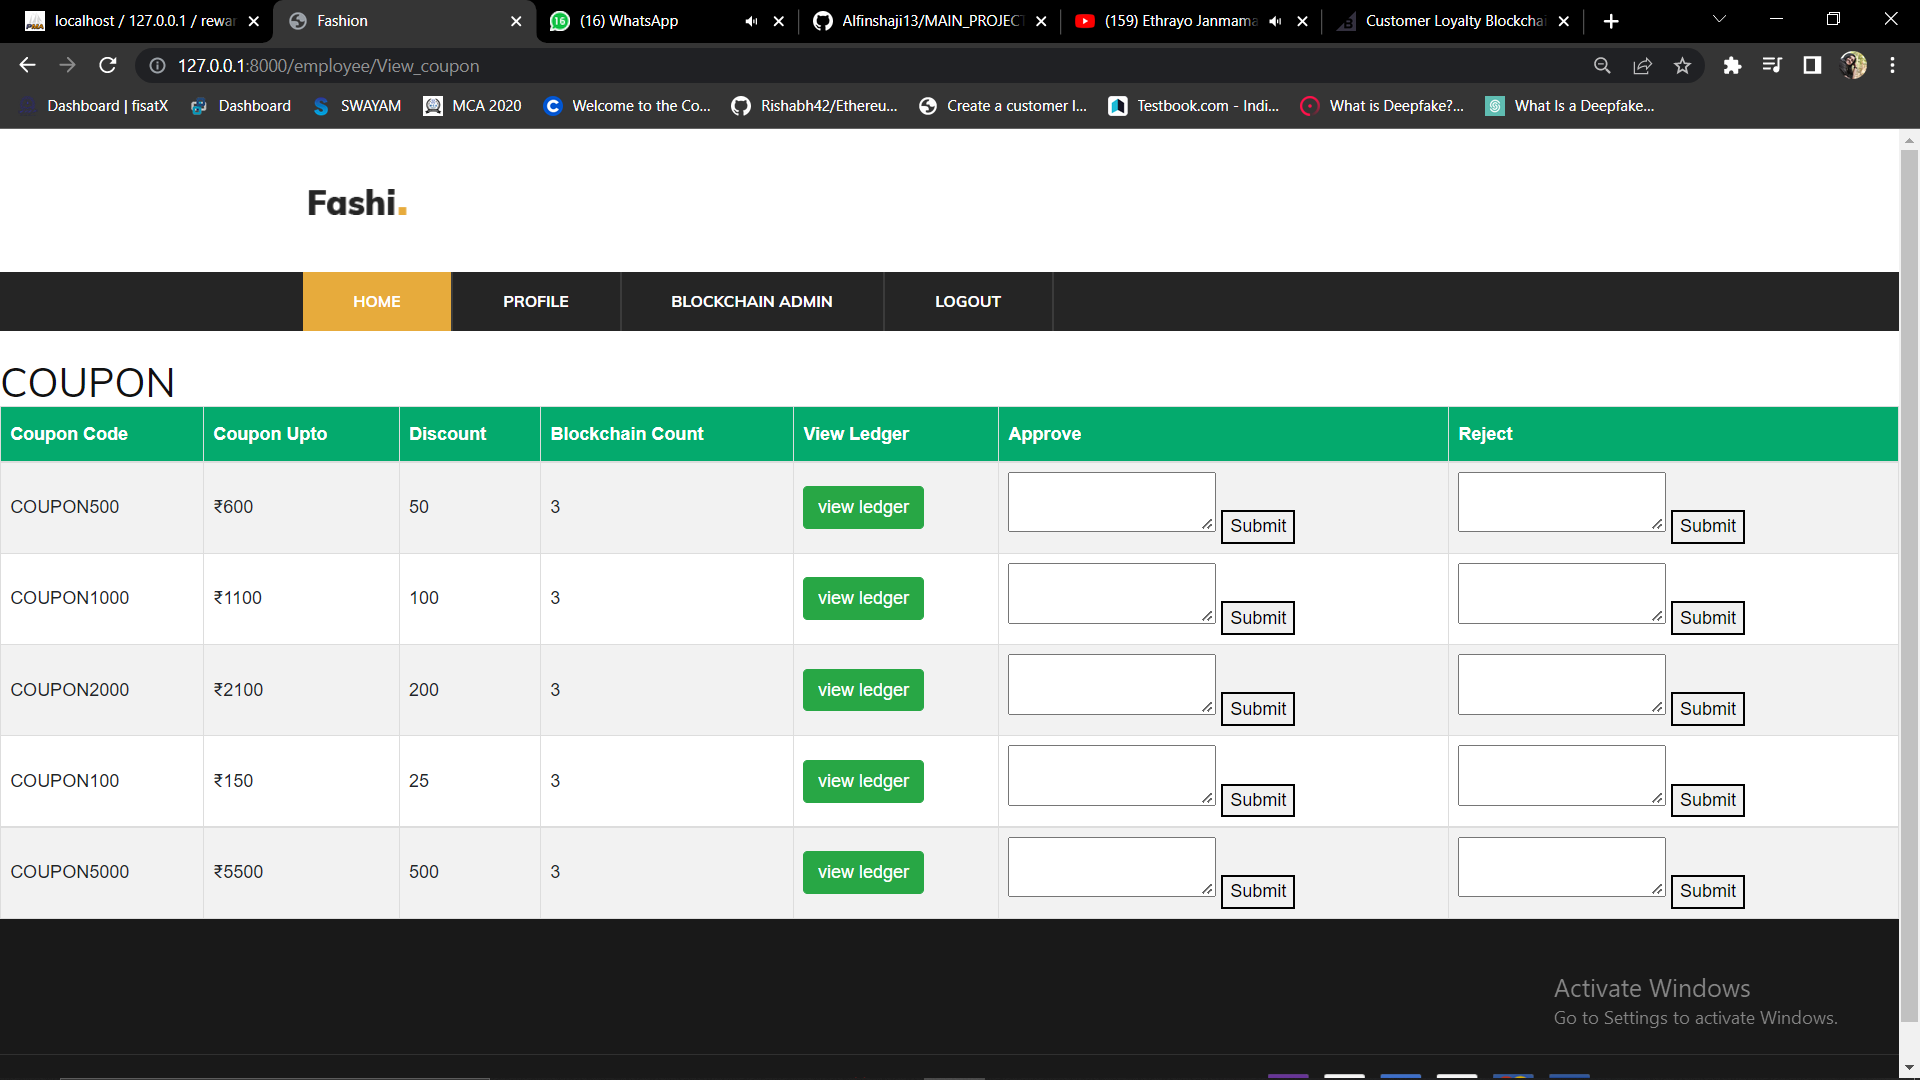 localhost / 127.0.0.1 / rewar
Fashion
(16) WhatsApp
Alfinshaji13/MAIN_PROJECT
(159) Ethrayo Janmama
Customer Loyalty Blockchai
127.0.0.1:8000/employee/View_coupon
Dashboard | fisatX
Dashboard
SWAYAM
MCA 2020
Welcome to the Co...
Rishabh42/Ethereu...
Create a customer l...
Testbook.com - Indi...
What is Deepfake?...
What Is a Deepfake...
Fashi.
HOME PROFILE BLOCKCHAIN ADMIN LOGOUT
COUPON
Coupon Code Coupon Upto Discount Blockchain Count View Ledger Approve Reject
COUPON500 ₹600 50 3 view ledger Submit Submit
COUPON1000 ₹1100 100 3 view ledger Submit Submit
COUPON2000 ₹2100 200 3 view ledger Submit Submit
COUPON100 ₹150 25 3 view ledger Submit Submit
COUPON5000 ₹5500 500 3 view ledger Submit Submit
Activate Windows
Go to Settings to activate Windows.